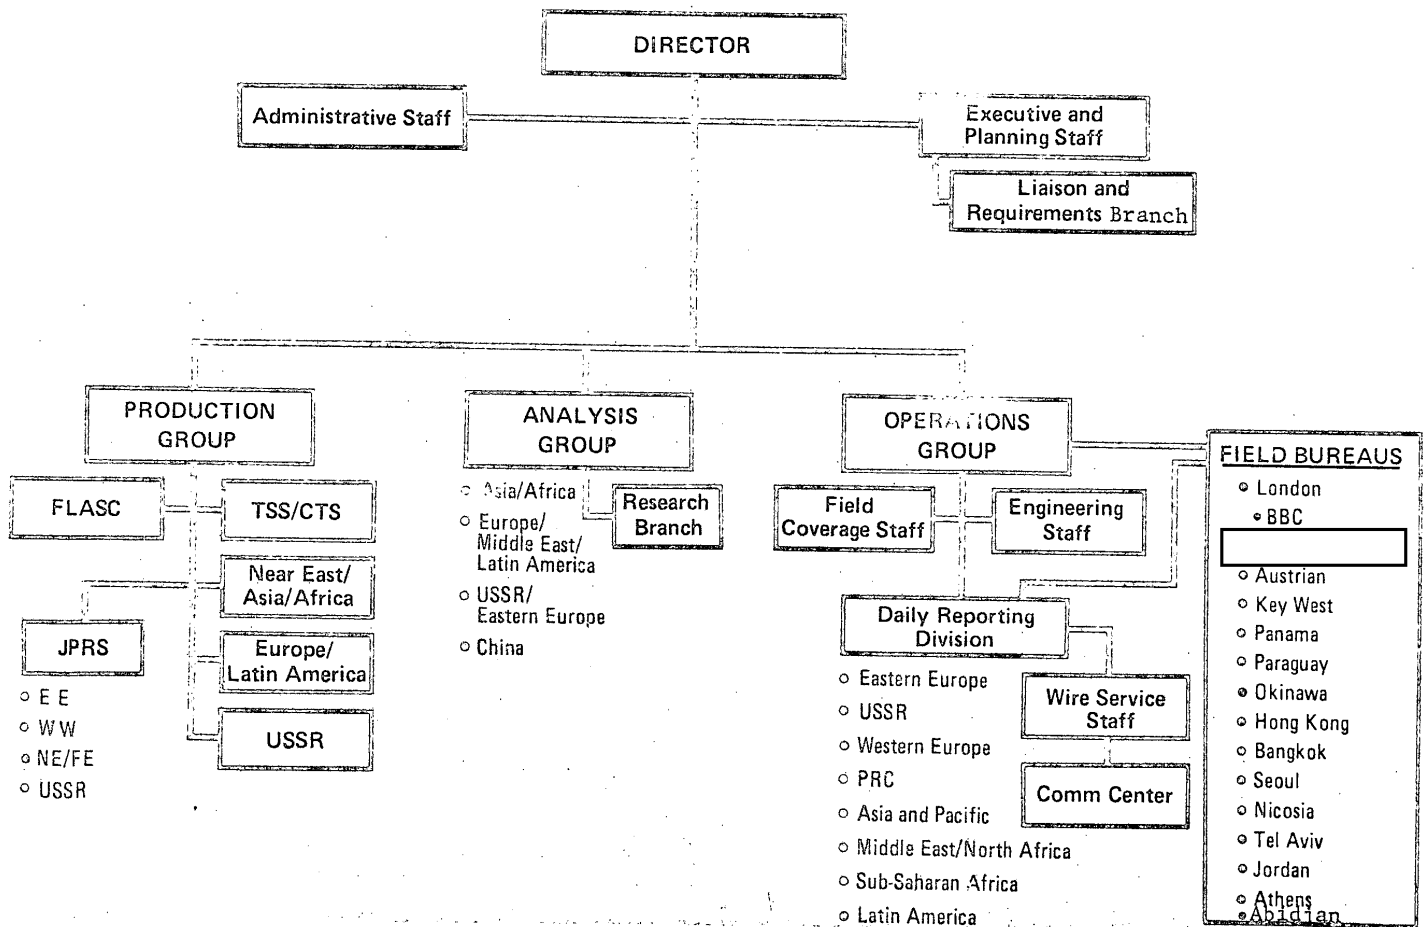 DIRECTOR
Administrative Staff
Executive and
Planning Staff
Liaison and
Requirements Branch
PRODUCTION
GROUP
FLASC
TSS/CTS
Near East/
Asia/Africa
JPRS
EE
WW
NE/FE
USSR
Europe/
Latin America
USSR
ANALYSIS
GROUP
Asia/Africa
Europe/
Middle East/
Latin America
USSR/
Eastern Europe
China
Research
Branch
OPERATIONS
GROUP
Field
Coverage Staff
Engineering
Staff
Daily Reporting
Division
Eastern Europe
USSR
Western Europe
PRC
Asia and Pacific
Middle East/North Africa
Sub-Saharan Africa
Latin America
Wire Service
Staff
Comm Center
FIELD BUREAUS
London
BBC
Austrian
Key West
Panama
Paraguay
Okinawa
Hong Kong
Bangkok
Seoul
Nicosia
Tel Aviv
Jordan
Athens
Abidjan